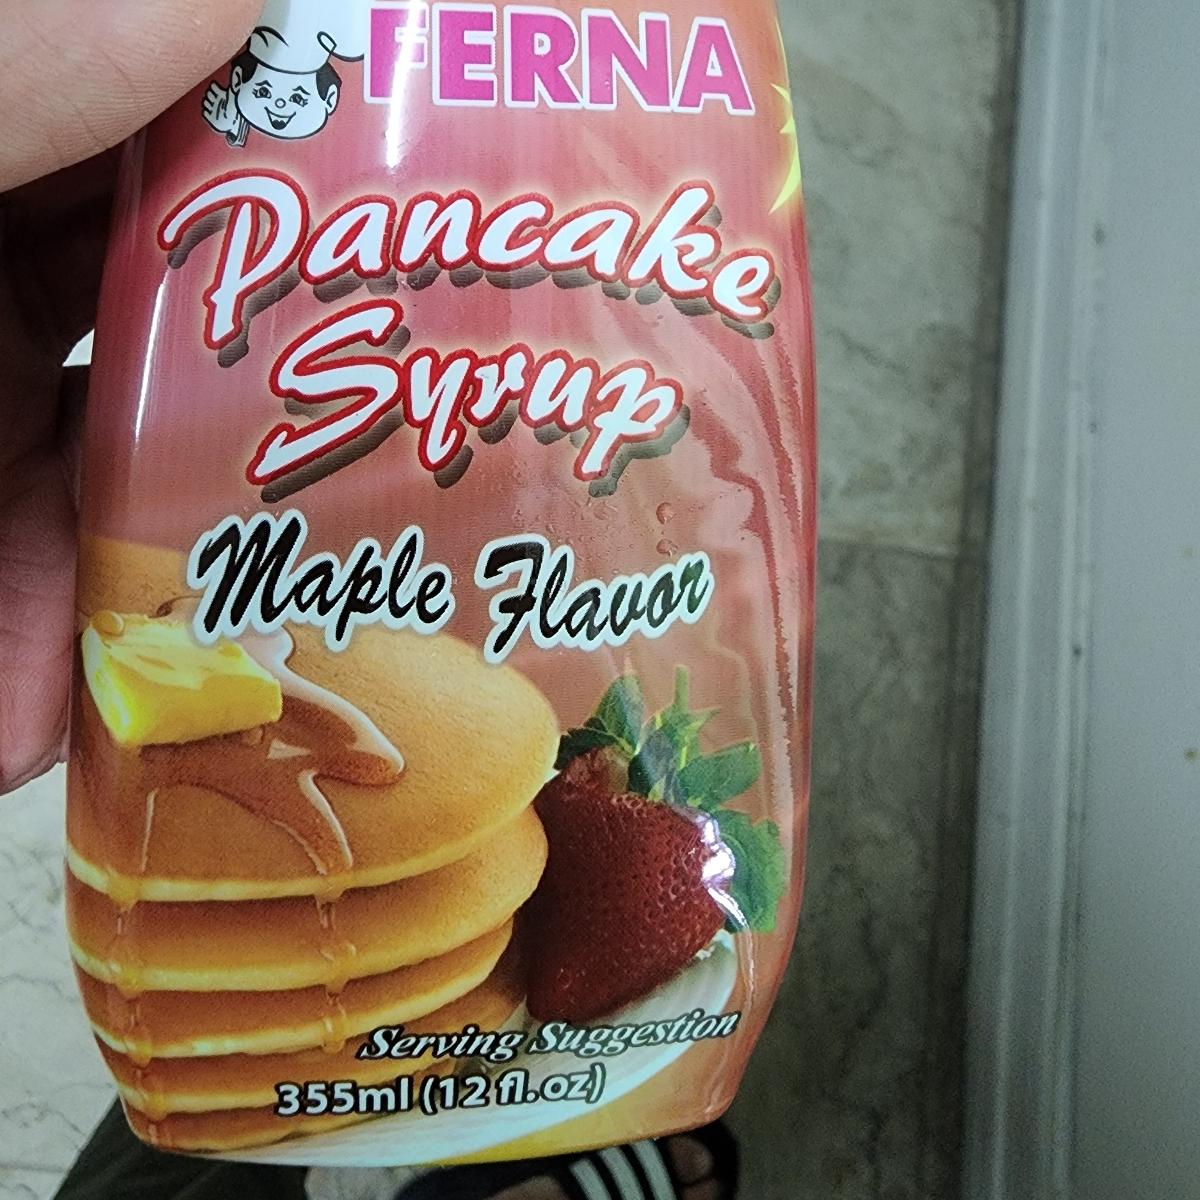 FERNA
Pancake
Syrup
Maple Flavor
Serving Suggestion
355ml (12 fl.oz)